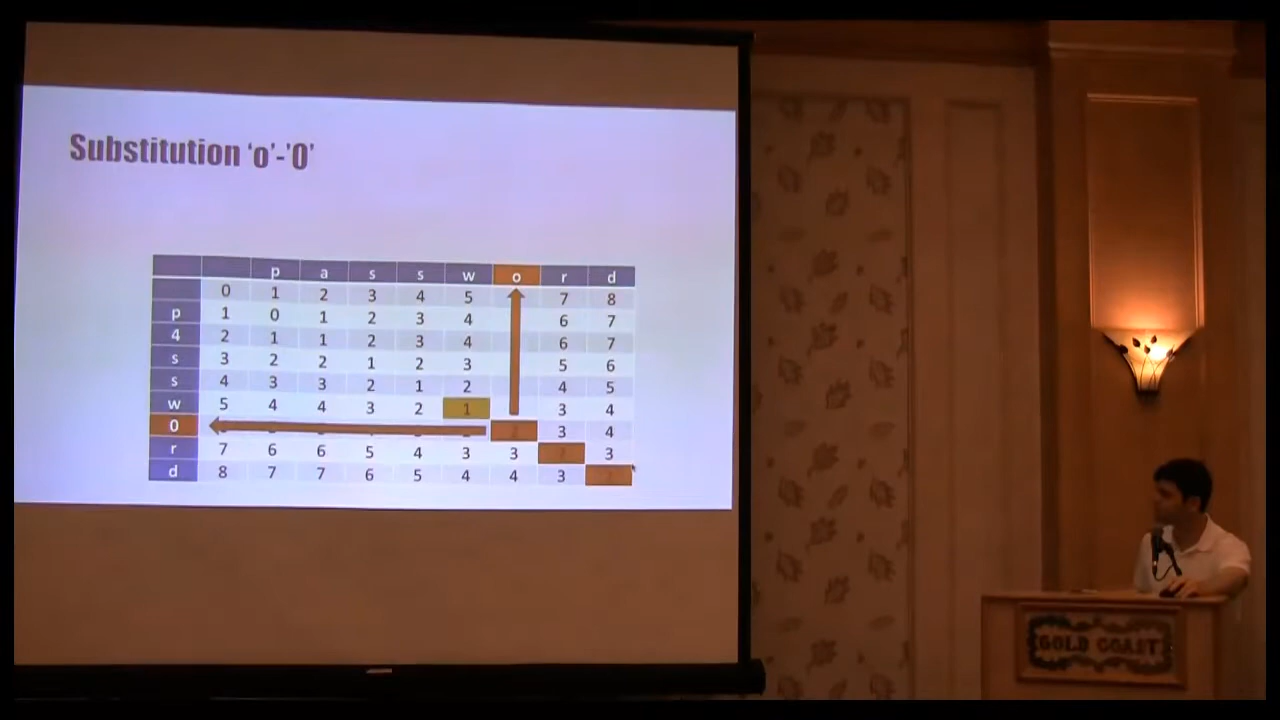 Substitution 'o'-'0'
p a s s w o r d
0 1 2 3 4 5 7 8
p 1 0 1 2 3 4 6 7
4 2 1 1 2 3 4 6 7
s 3 2 2 1 2 3 5 6
s 4 3 3 2 1 2 4 5
w 5 4 4 3 2 1 3 4
0 3 4
r 7 6 6 5 4 3 3 3
d 8 7 7 6 5 4 4 3
GOLD COAST